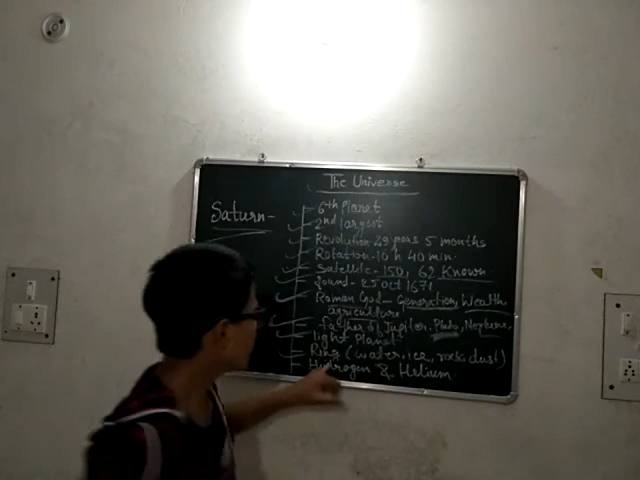 The Universe
Saturn-
6th Planet
2nd largest
Revolution 29 years 5 months
Rotation-10 h 40 min.
Satellite-150, 62 Known
found-25 Oct 1671
Roman God- Generation, Wealth
agriculture,
father of Jupiter, Pluto, Neptune,
light Planet
Ring (water, ice, rock dust)
Hydrogen & Helium